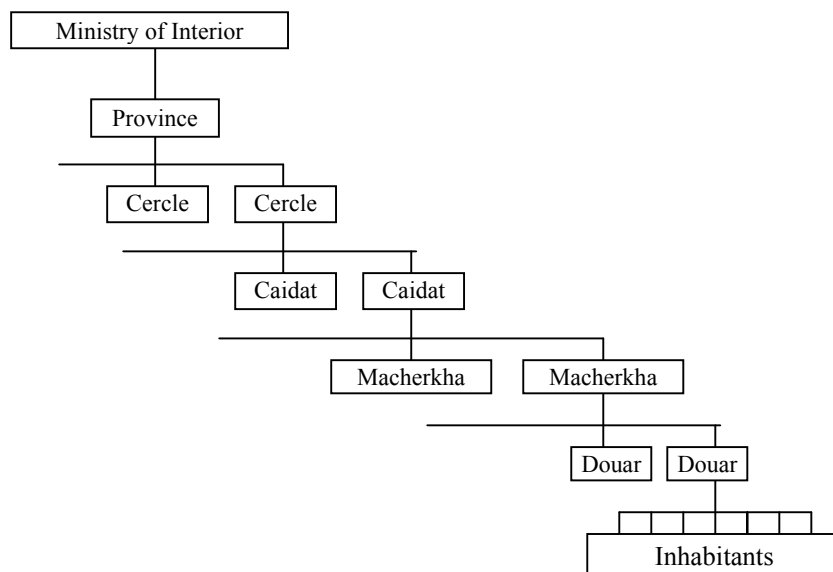 Ministry of Interior
Province
Cercle
Cercle
Caidat
Caidat
Macherkha
Macherkha
Douar
Douar
Inhabitants